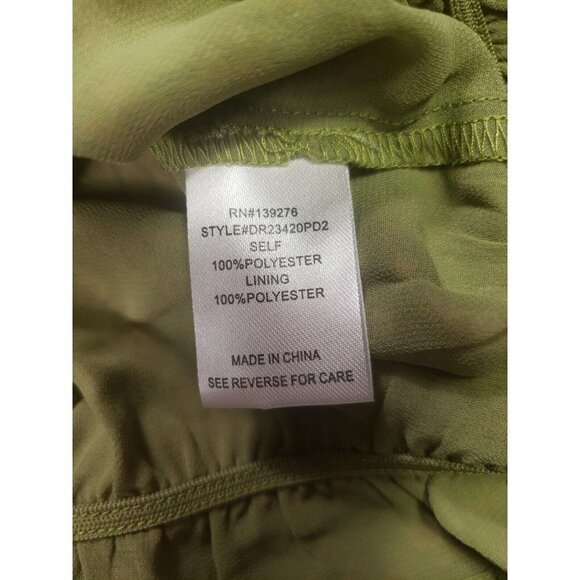 RN#139276
STYLE#DR23420PD2
SELF
100%POLYESTER
LINING
100%POLYESTER
MADE IN CHINA
SEE REVERSE FOR CARE